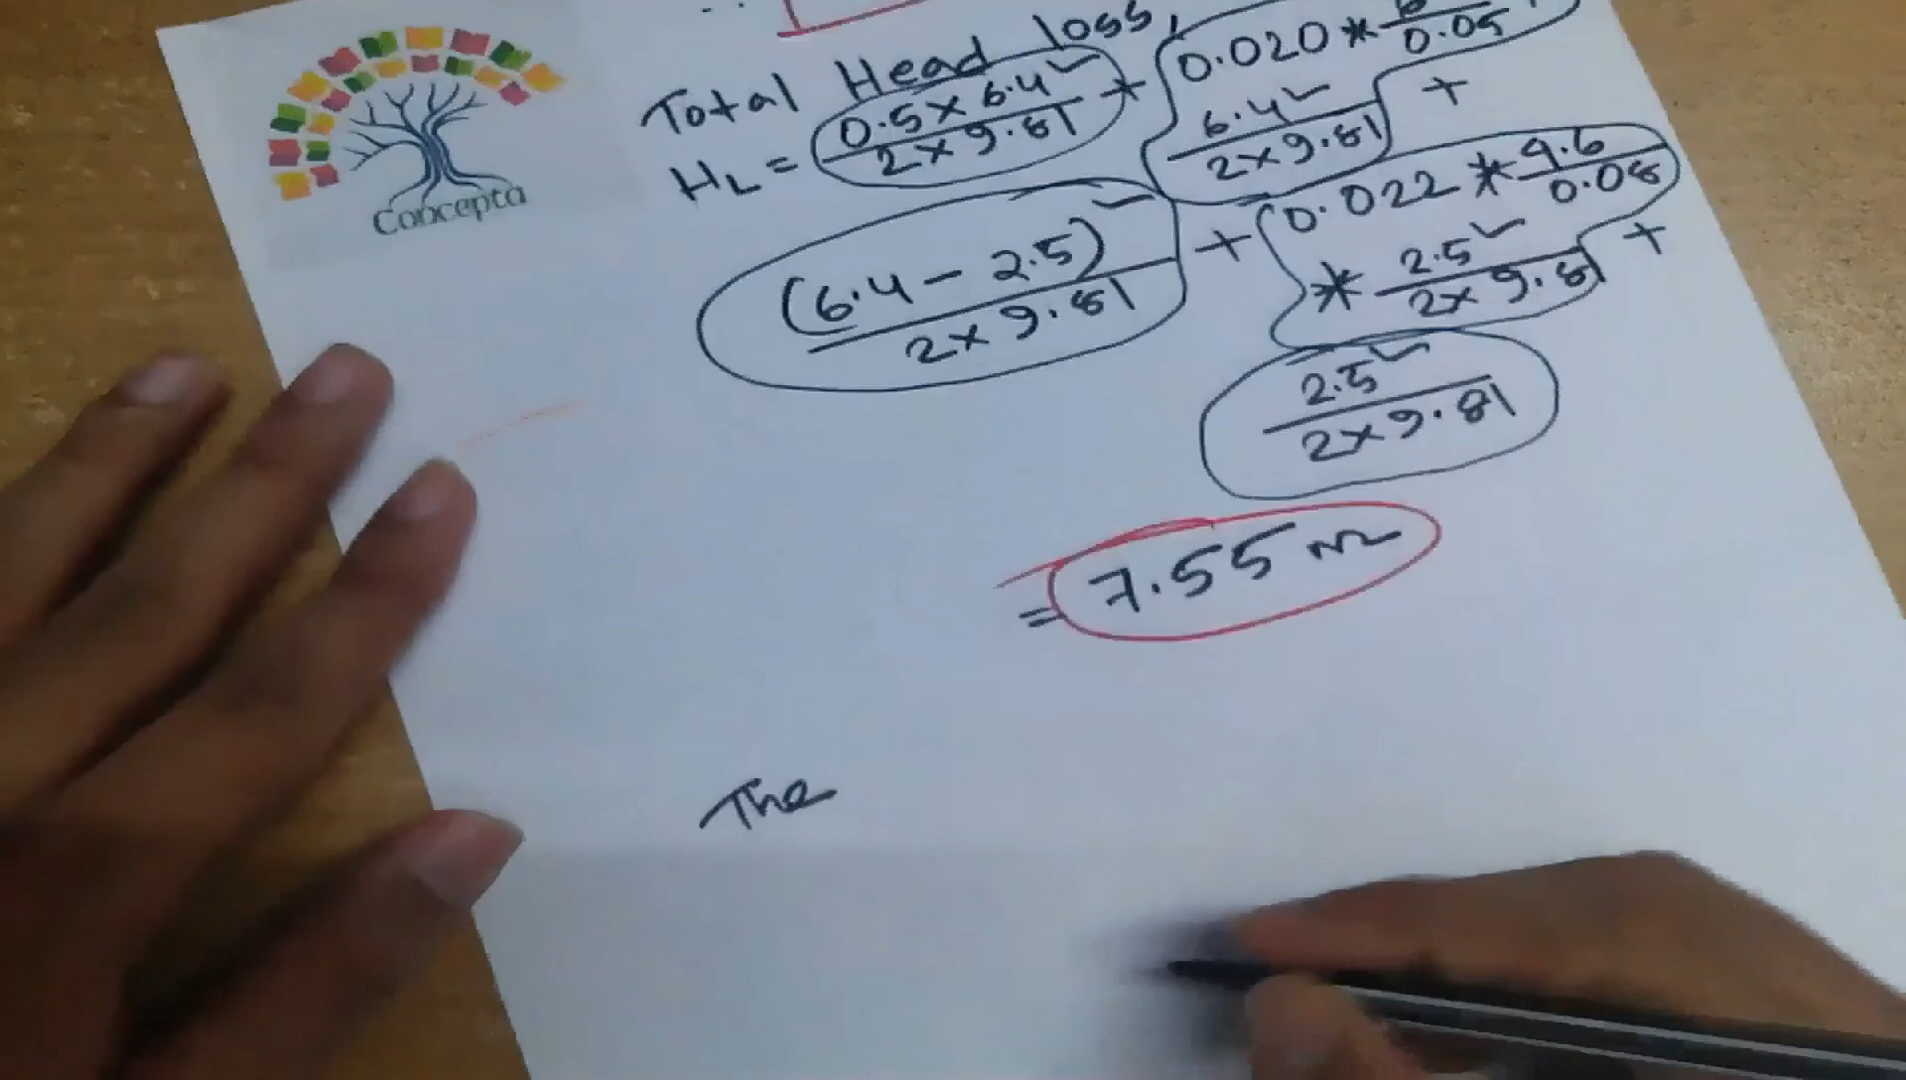 Concepta
Total Head loss,
HL = 0.5 x 6.4² / 2 x 9.81 + 0.020 * 6 / 0.05 *
6.4² / 2 x 9.81 +
(6.4 - 2.5)² / 2 x 9.81 + 0.022 * 9.6 / 0.08
* 2.5² / 2 x 9.81 +
2.5² / 2 x 9.81
= 7.55 m
The